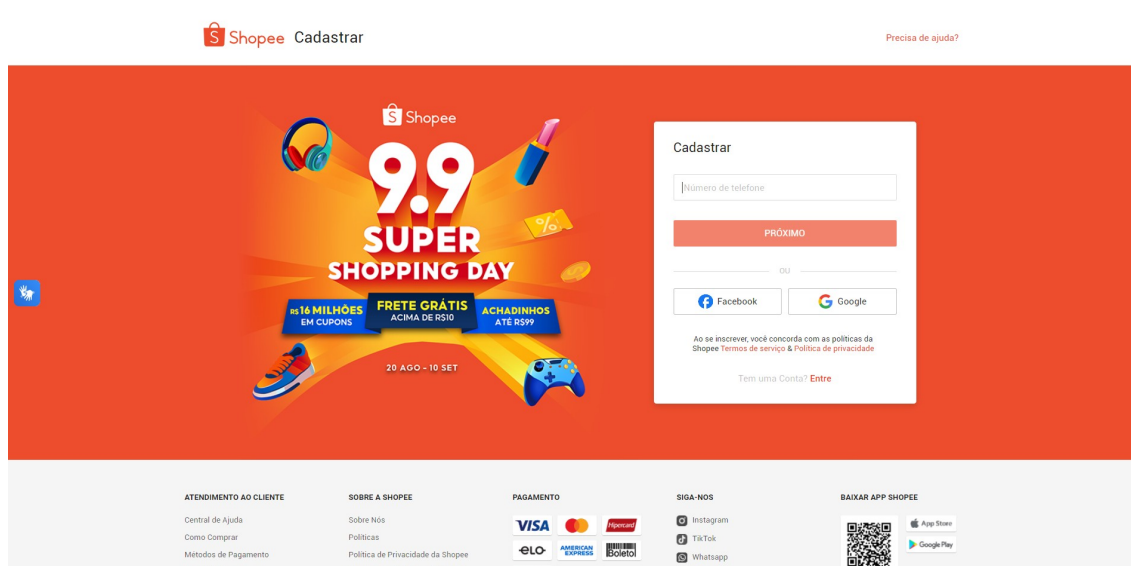 Shopee Cadastrar
Precisa de ajuda?
Shopee
9.9
SUPER
SHOPPING DAY
R$16 MILHÕES
EM CUPONS
FRETE GRÁTIS
ACIMA DE R$10
ACHADINHOS
ATÉ R$99
20 AGO - 10 SET
Cadastrar
Número de telefone
PRÓXIMO
OU
Facebook
Google
Ao se inscrever, você concorda com as políticas da
Shopee Termos de serviço & Política de privacidade
Tem uma Conta? Entre
ATENDIMENTO AO CLIENTE
Central de Ajuda
Como Comprar
Métodos de Pagamento
SOBRE A SHOPEE
Sobre Nós
Políticas
Política de Privacidade da Shopee
PAGAMENTO
VISA
Hipercard
elo
AMERICAN
EXPRESS
Boleto
SIGA-NOS
Instagram
TikTok
Whatsapp
BAIXAR APP SHOPEE
App Store
Google Play